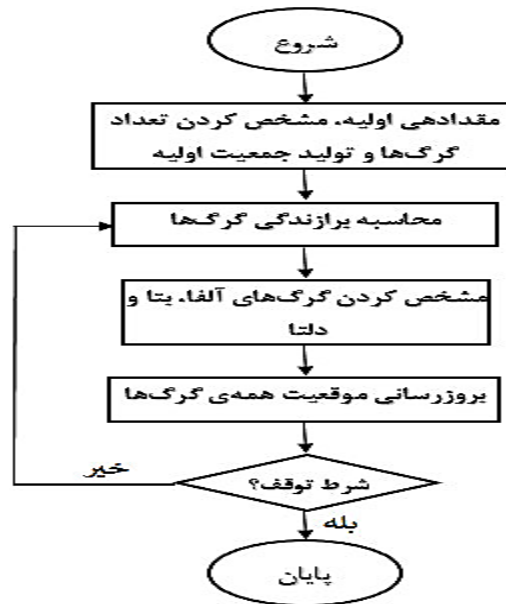 شروع
مقدادهی اولیه، مشخص کردن تعداد
گرگ‌ها و تولید جمعیت اولیه
محاسبه برازندگی گرگ‌ها
مشخص کردن گرگ‌های آلفا، بتا و
دلتا
بروزرسانی موقعیت همه‌ی گرگ‌ها
شرط توقف؟
خیر
بله
پایان